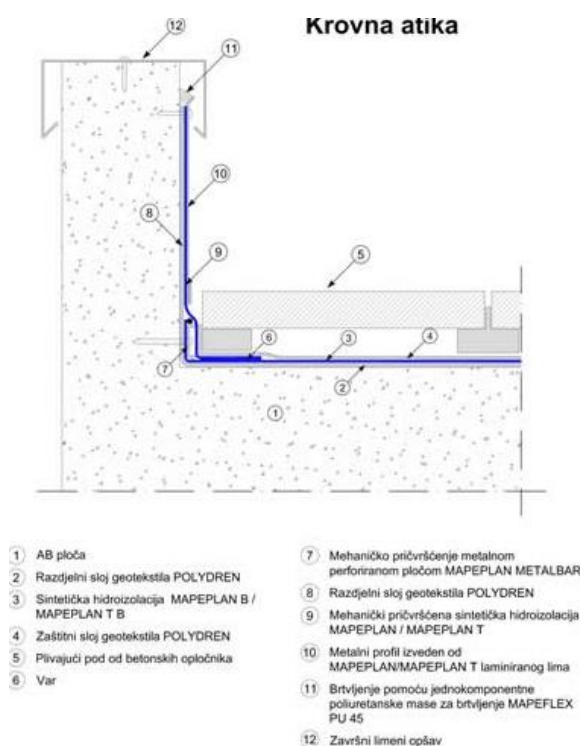 Krovna atika
12
11
10
8
9
5
6
3
4
7
2
1
1 AB ploča
2 Razdjelni sloj geotekstila POLYDREN
3 Sintetička hidroizolacija MAPEPLAN B /
MAPEPLAN T B
4 Zaštitni sloj geotekstila POLYDREN
5 Plivajući pod od betonskih opločnika
6 Var
7 Mehaničko pričvršćenje metalnom
perforiranom pločom MAPEPLAN METALBAR
8 Razdjelni sloj geotekstila POLYDREN
9 Mehanički pričvršćena sintetička hidroizolacija
MAPEPLAN / MAPEPLAN T
10 Metalni profil izveden od
MAPEPLAN/MAPEPLAN T laminiranog lima
11 Brtvljenje pomoću jednokomponentne
poliuretanske mase za brtvljenje MAPEFLEX
PU 45
12 Završni limeni opšav